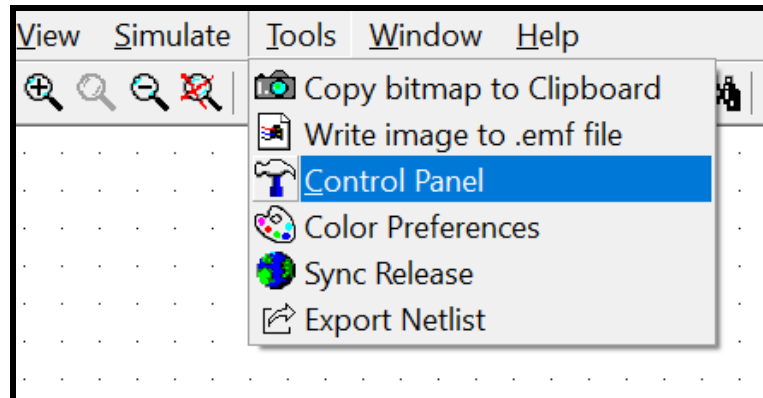 View Simulate Tools Window Help
Copy bitmap to Clipboard
Write image to .emf file
Control Panel
Color Preferences
Sync Release
Export Netlist